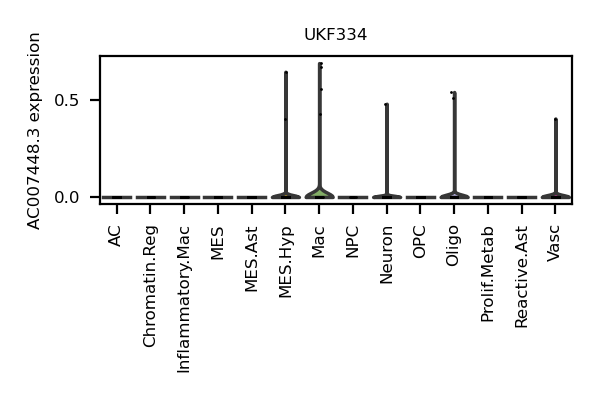 UKF334
AC007448.3 expression
0.5
0.0
AC
Chromatin.Reg
Inflammatory.Mac
MES
MES.Ast
MES.Hyp
Mac
NPC
Neuron
OPC
Oligo
Prolif.Metab
Reactive.Ast
Vasc